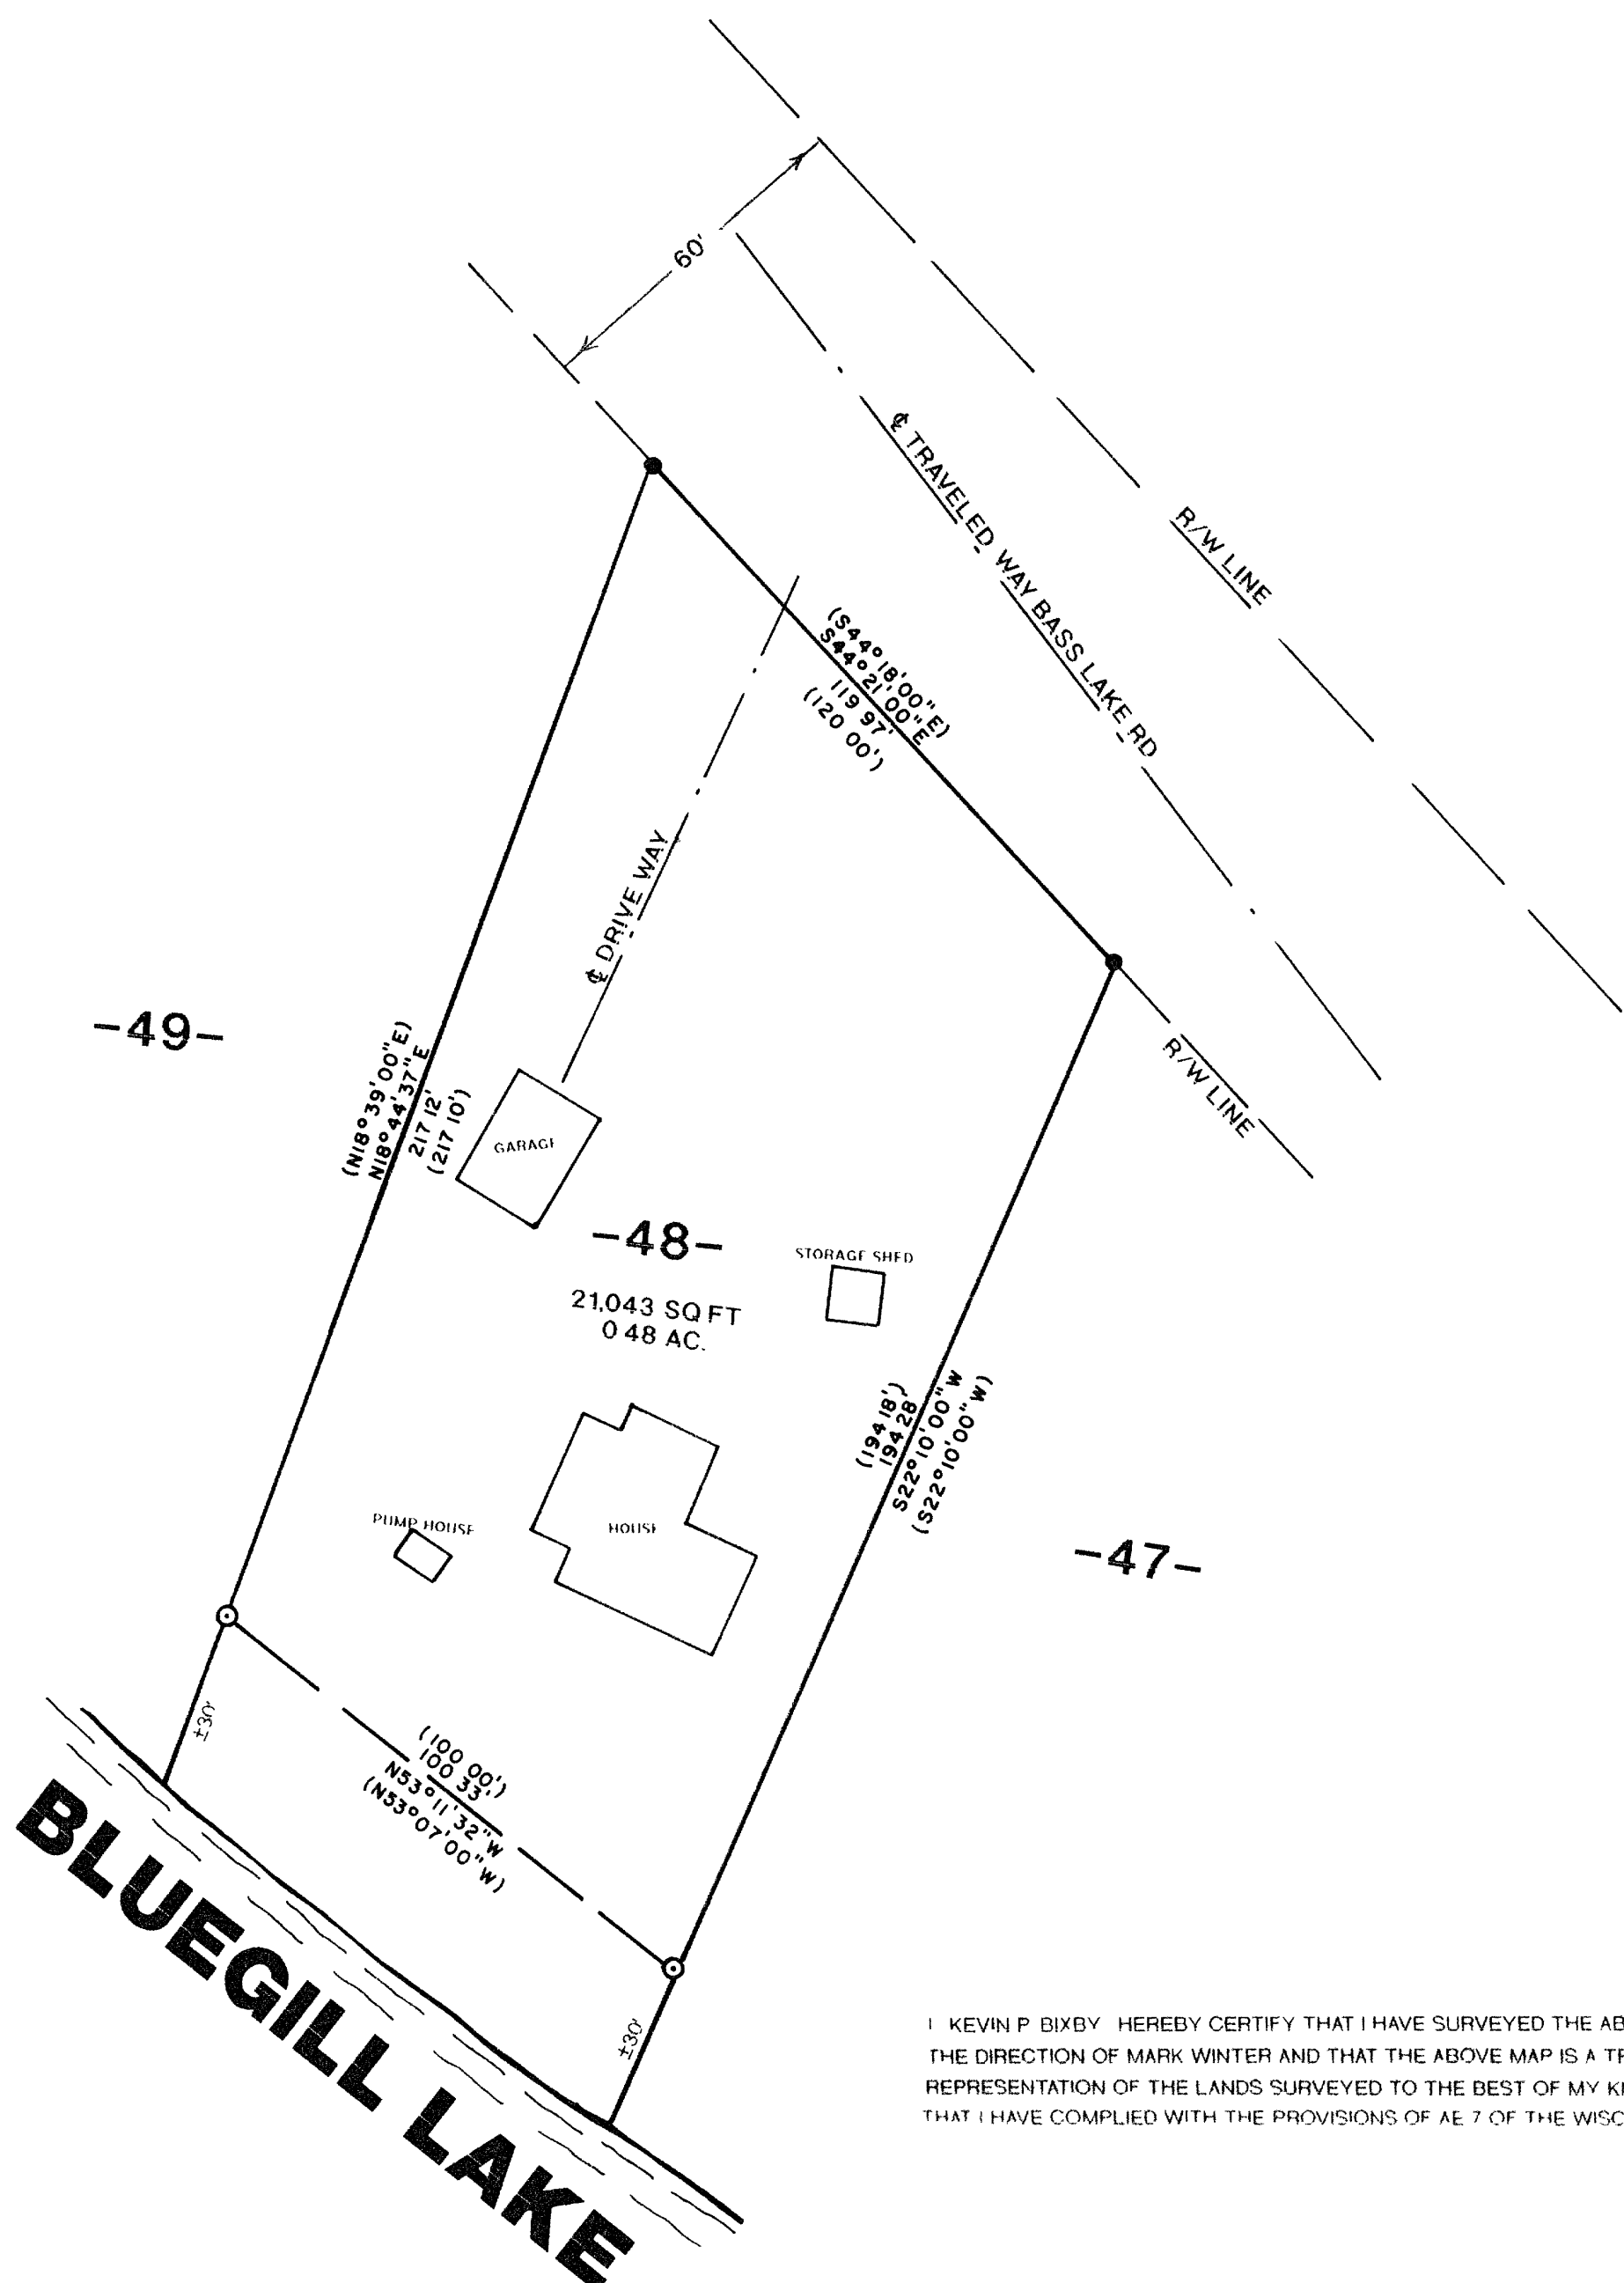 60'
₵ TRAVELED WAY BASS LAKE RD
R/W LINE
(S44°18'00"E)
S44°21'00"E
119 97'
(120 00')
₵ DRIVE WAY
R/W LINE
-49-
(N18°39'00"E)
N18°44'37"E
217 12'
(217 10')
GARAGE
-48-
21,043 SQ FT
0 48 AC.
STORAGE SHED
(194 18')
194 28'
S22°10'00"W
(S22°10'00"W)
PUMP HOUSE
HOUSE
-47-
±30'
(100 00')
100 33'
N53°11'32"W
(N53°07'00"W)
±30'
BLUEGILL LAKE
I KEVIN P BIXBY HEREBY CERTIFY THAT I HAVE SURVEYED THE AB
THE DIRECTION OF MARK WINTER AND THAT THE ABOVE MAP IS A TR
REPRESENTATION OF THE LANDS SURVEYED TO THE BEST OF MY K
THAT I HAVE COMPLIED WITH THE PROVISIONS OF AE 7 OF THE WISC